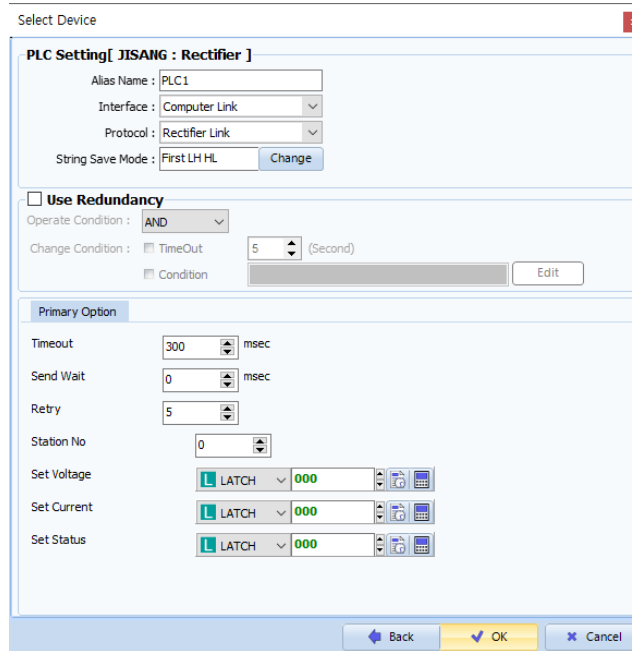 Select Device
PLC Setting[ JISANG : Rectifier ]
Alias Name : PLC1
Interface : Computer Link
Protocol : Rectifier Link
String Save Mode : First LH HL Change
Use Redundancy
Operate Condition : AND
Change Condition : TimeOut 5 (Second)
Condition Edit
Primary Option
Timeout 300 msec
Send Wait 0 msec
Retry 5
Station No 0
Set Voltage L LATCH 000
Set Current L LATCH 000
Set Status L LATCH 000
Back OK Cancel